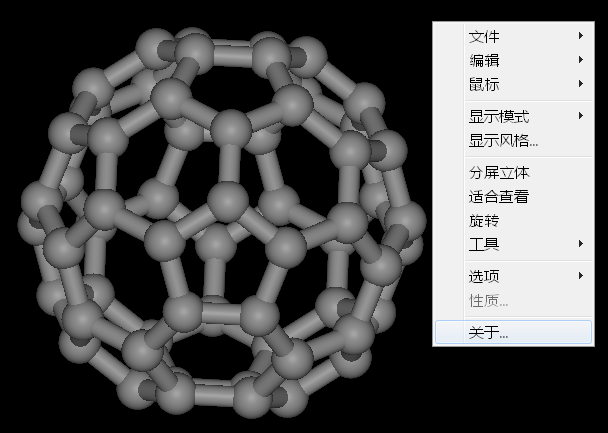 文件
编辑
鼠标
显示模式
显示风格...
分屏立体
适合查看
旋转
工具
选项
性质...
关于...